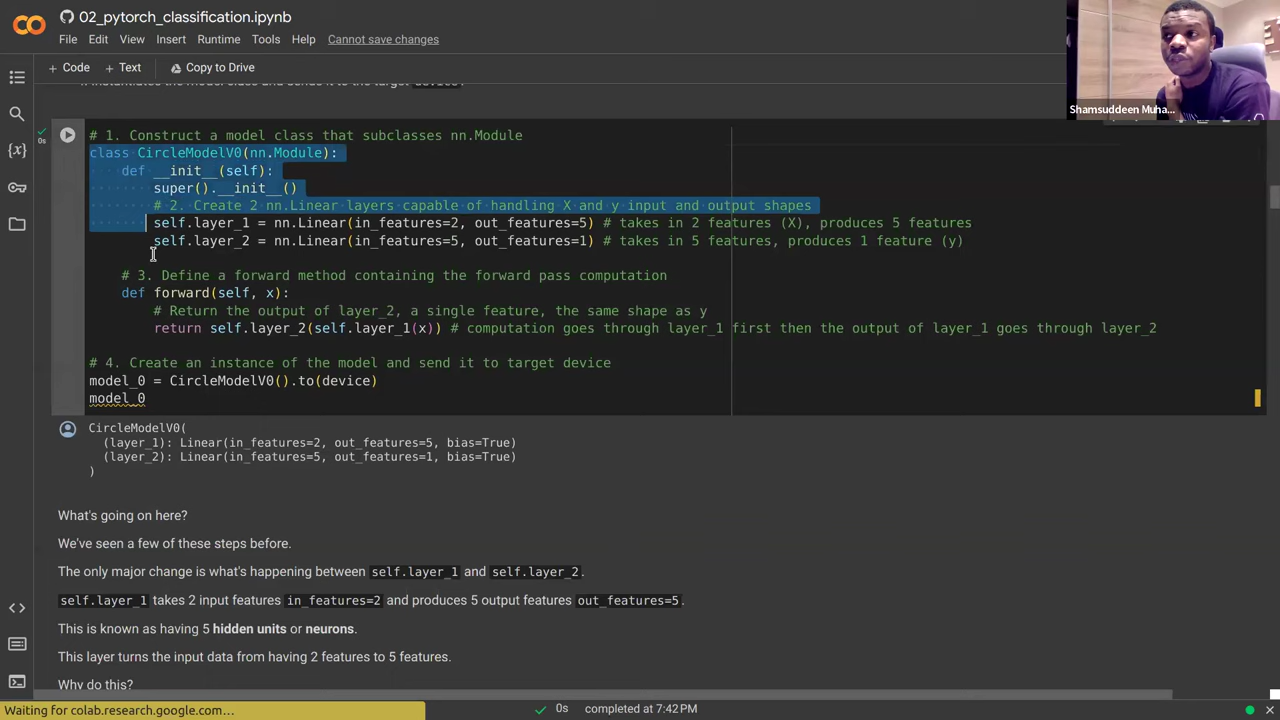 02_pytorch_classification.ipynb
File Edit View Insert Runtime Tools Help Cannot save changes
+ Code + Text Copy to Drive
Shamsuddeen Muha...
# 1. Construct a model class that subclasses nn.Module
class CircleModelV0(nn.Module):
def __init__(self):
super().__init__()
# 2. Create 2 nn.Linear layers capable of handling X and y input and output shapes
self.layer_1 = nn.Linear(in_features=2, out_features=5) # takes in 2 features (X), produces 5 features
self.layer_2 = nn.Linear(in_features=5, out_features=1) # takes in 5 features, produces 1 feature (y)
# 3. Define a forward method containing the forward pass computation
def forward(self, x):
# Return the output of layer_2, a single feature, the same shape as y
return self.layer_2(self.layer_1(x)) # computation goes through layer_1 first then the output of layer_1 goes through layer_2
# 4. Create an instance of the model and send it to target device
model_0 = CircleModelV0().to(device)
model_0
0s
CircleModelV0(
(layer_1): Linear(in_features=2, out_features=5, bias=True)
(layer_2): Linear(in_features=5, out_features=1, bias=True)
)
What's going on here?
We've seen a few of these steps before.
The only major change is what's happening between self.layer_1 and self.layer_2.
self.layer_1 takes 2 input features in_features=2 and produces 5 output features out_features=5.
This is known as having 5 hidden units or neurons.
This layer turns the input data from having 2 features to 5 features.
Why do this?
Waiting for colab.research.google.com...
0s completed at 7:42 PM